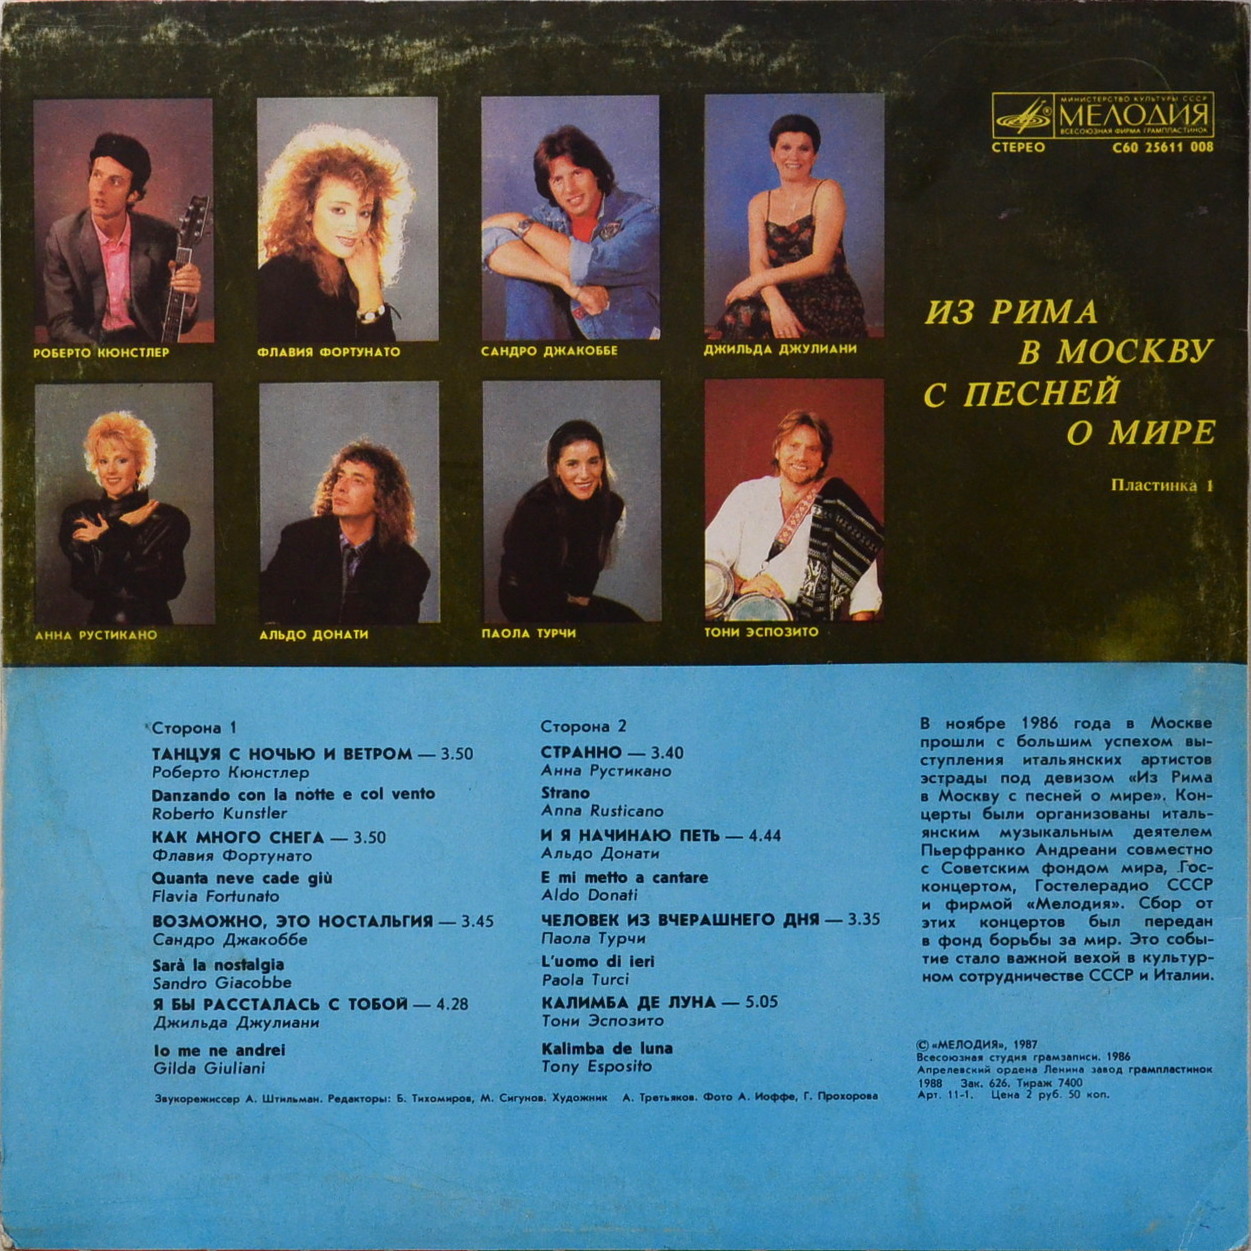 МИНИСТЕРСТВО КУЛЬТУРЫ СССР
МЕЛОДИЯ
ВСЕСОЮЗНАЯ ФИРМА ГРАМПЛАСТИНОК
СТЕРЕО С60 25611 008
РОБЕРТО КЮНСТЛЕР
ФЛАВИЯ ФОРТУНАТО
САНДРО ДЖАКОББЕ
ДЖИЛЬДА ДЖУЛИАНИ
АННА РУСТИКАНО
АЛЬДО ДОНАТИ
ПАОЛА ТУРЧИ
ТОНИ ЭСПОЗИТО
ИЗ РИМА
В МОСКВУ
С ПЕСНЕЙ
О МИРЕ
Пластинка 1
Сторона 1
ТАНЦУЯ С НОЧЬЮ И ВЕТРОМ — 3.50
Роберто Кюнстлер
Danzando con la notte e col vento
Roberto Kunstler
КАК МНОГО СНЕГА — 3.50
Флавия Фортунато
Quanta neve cade giù
Flavia Fortunato
ВОЗМОЖНО, ЭТО НОСТАЛЬГИЯ — 3.45
Сандро Джакоббе
Sarà la nostalgia
Sandro Giacobbe
Я БЫ РАССТАЛАСЬ С ТОБОЙ — 4.28
Джильда Джулиани
Io me ne andrei
Gilda Giuliani
Сторона 2
СТРАННО — 3.40
Анна Рустикано
Strano
Anna Rusticano
И Я НАЧИНАЮ ПЕТЬ — 4.44
Альдо Донати
E mi metto a cantare
Aldo Donati
ЧЕЛОВЕК ИЗ ВЧЕРАШНЕГО ДНЯ — 3.35
Паола Турчи
L'uomo di ieri
Paola Turci
КАЛИМБА ДЕ ЛУНА — 5.05
Тони Эспозито
Kalimba de luna
Tony Esposito
Звукорежиссер А. Штильман. Редакторы: Б. Тихомиров, М. Сигунов. Художник А. Третьяков. Фото А. Иоффе, Г. Прохорова
В ноябре 1986 года в Москве
прошли с большим успехом вы-
ступления итальянских артистов
эстрады под девизом «Из Рима
в Москву с песней о мире». Кон-
церты были организованы италь-
янским музыкальным деятелем
Пьерфранко Андреани совместно
с Советским фондом мира, Гос-
концертом, Гостелерадио СССР
и фирмой «Мелодия». Сбор от
этих концертов был передан
в фонд борьбы за мир. Это собы-
тие стало важной вехой в культур-
ном сотрудничестве СССР и Италии.
© «МЕЛОДИЯ», 1987
Всесоюзная студия грамзаписи. 1986
Апрелевский ордена Ленина завод грампластинок
1988 Зак. 626. Тираж 7400
Арт. 11-1. Цена 2 руб. 50 коп.